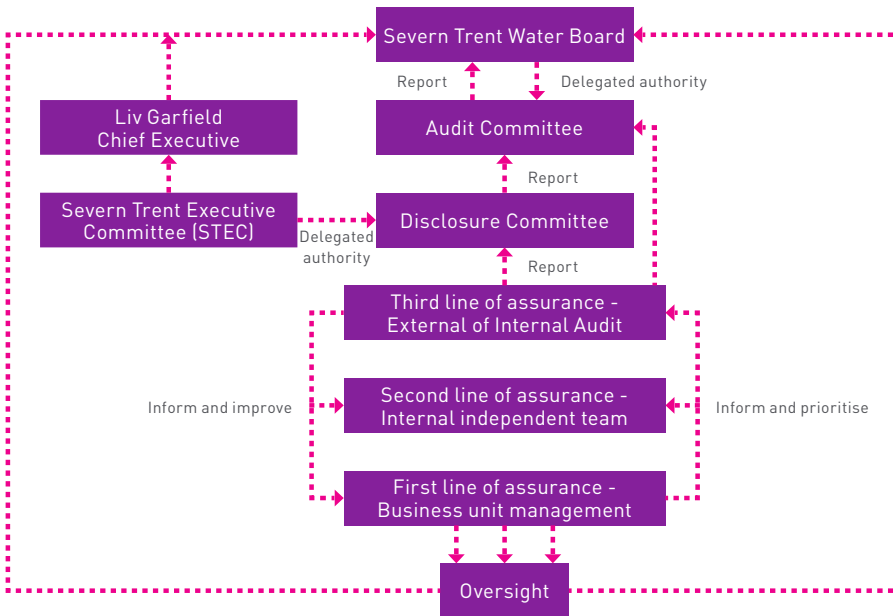 Severn Trent Water Board
Report
Delegated authority
Liv Garfield
Chief Executive
Audit Committee
Report
Severn Trent Executive
Committee (STEC)
Delegated
authority
Disclosure Committee
Report
Third line of assurance -
External of Internal Audit
Inform and improve
Second line of assurance -
Internal independent team
Inform and prioritise
First line of assurance -
Business unit management
Oversight